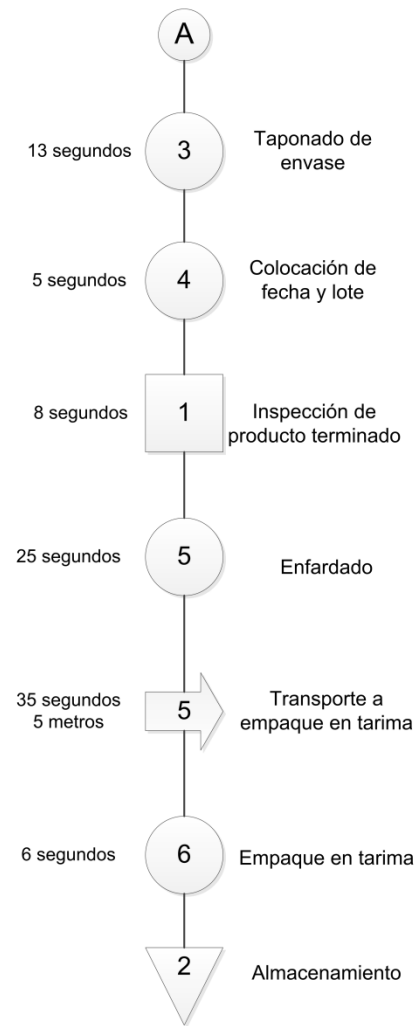 A
13 segundos
3
Taponado de
envase
5 segundos
4
Colocación de
fecha y lote
8 segundos
1
Inspección de
producto terminado
25 segundos
5
Enfardado
35 segundos
5 metros
5
Transporte a
empaque en tarima
6 segundos
6
Empaque en tarima
2
Almacenamiento